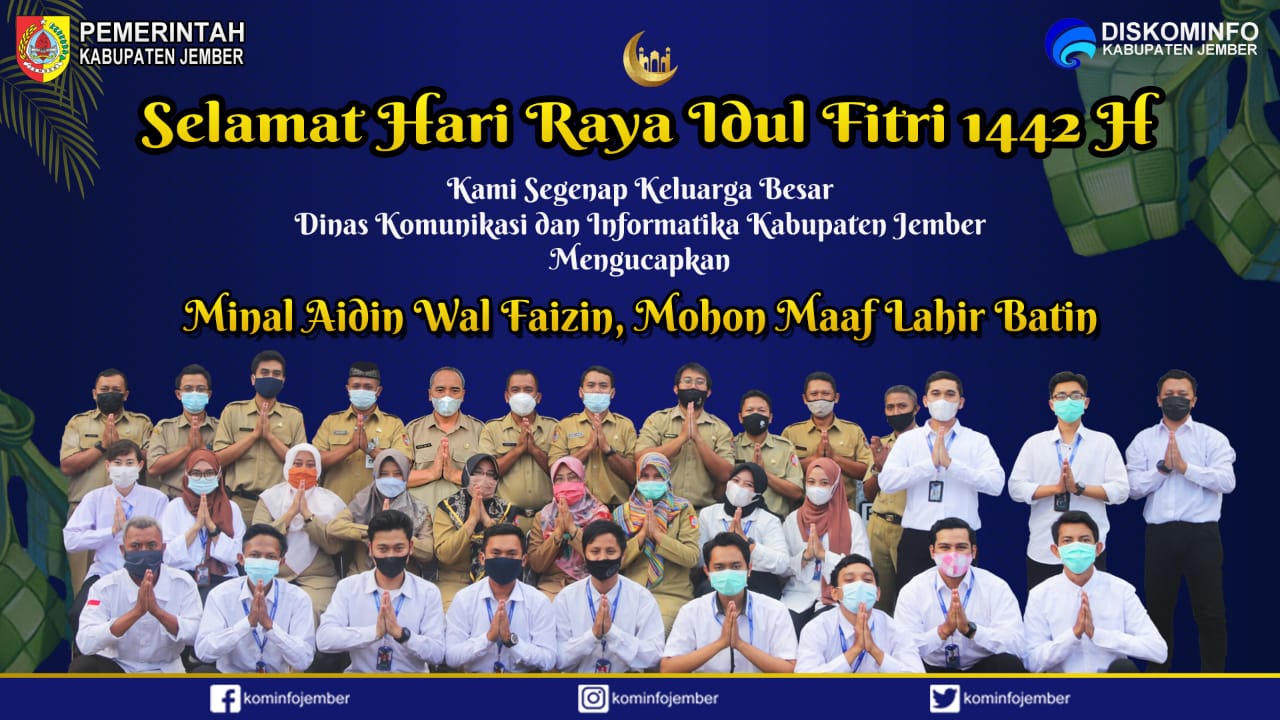 PEMERINTAH
KABUPATEN JEMBER
DISKOMINFO
KABUPATEN JEMBER
Selamat Hari Raya Idul Fitri 1442 H
Kami Segenap Keluarga Besar
Dinas Komunikasi dan Informatika Kabupaten Jember
Mengucapkan
Minal Aidin Wal Faizin, Mohon Maaf Lahir Batin
kominfojember
kominfojember
kominfojember